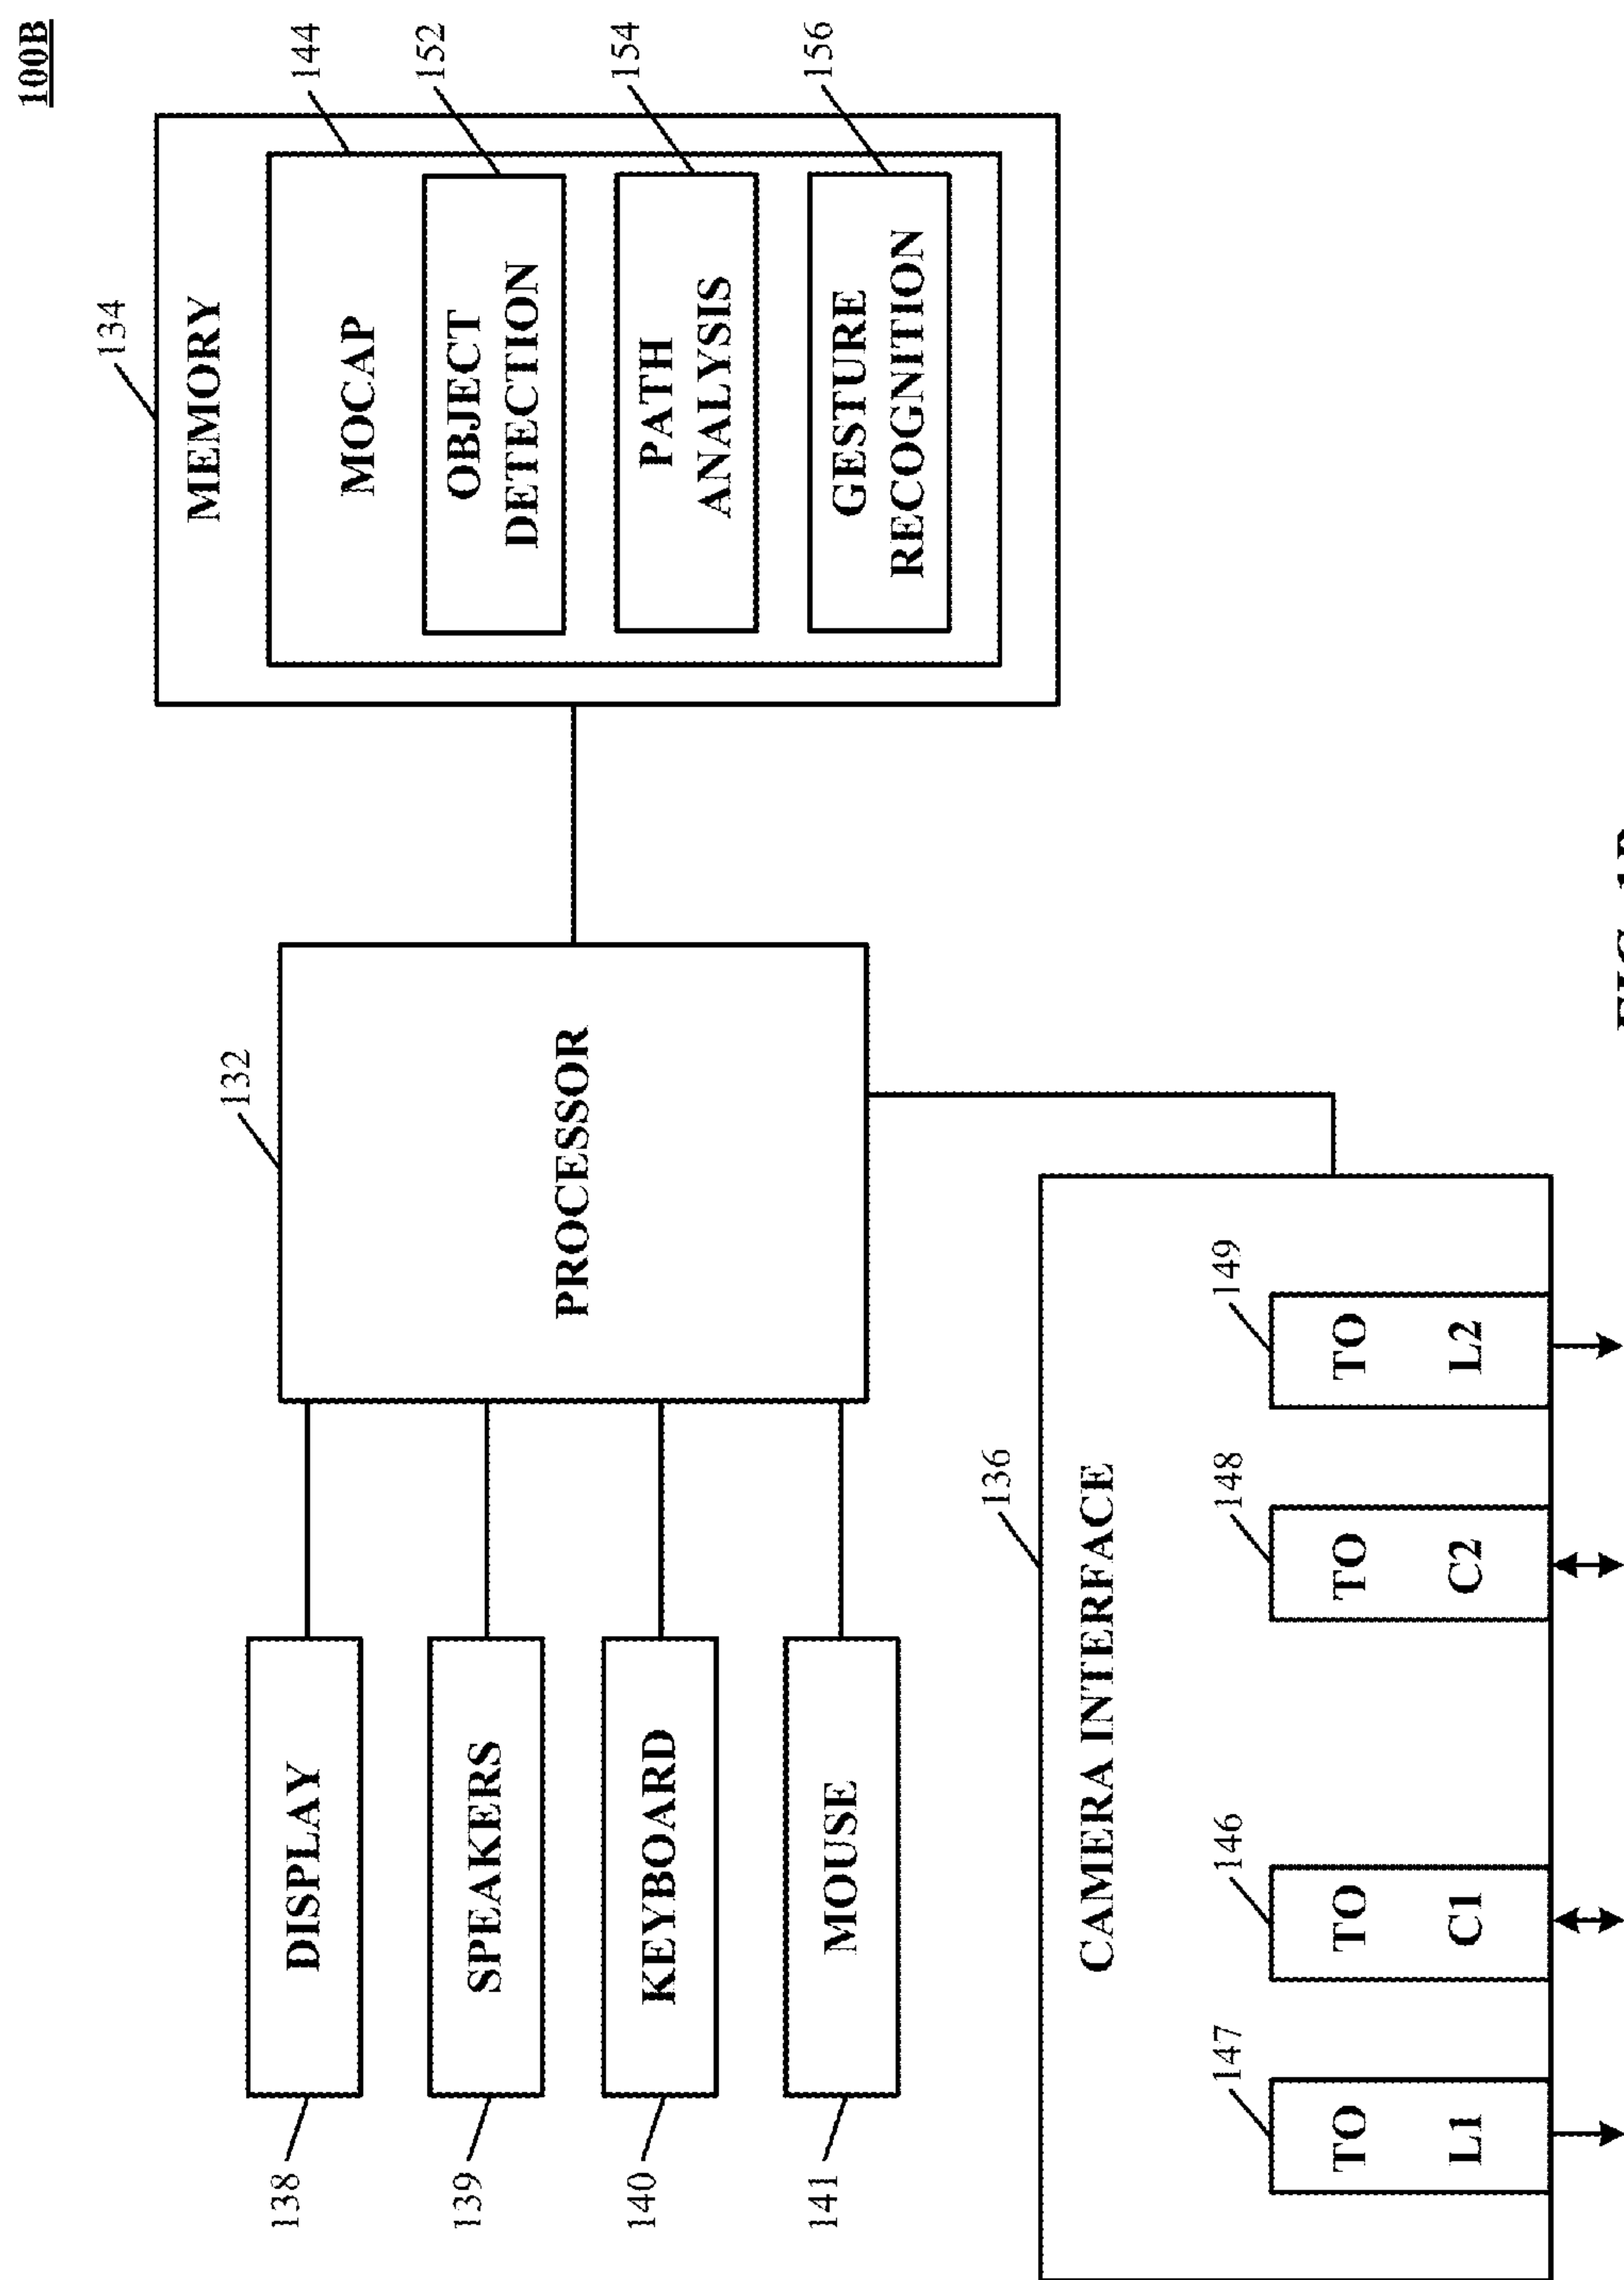 100B
134
MEMORY
144
MOCAP
152
OBJECT
DETECTION
154
PATH
ANALYSIS
156
GESTURE
RECOGNITION
132
PROCESSOR
138
DISPLAY
139
SPEAKERS
140
KEYBOARD
141
MOUSE
136
CAMERA INTERFACE
147
TO
L1
146
TO
C1
148
TO
C2
149
TO
L2